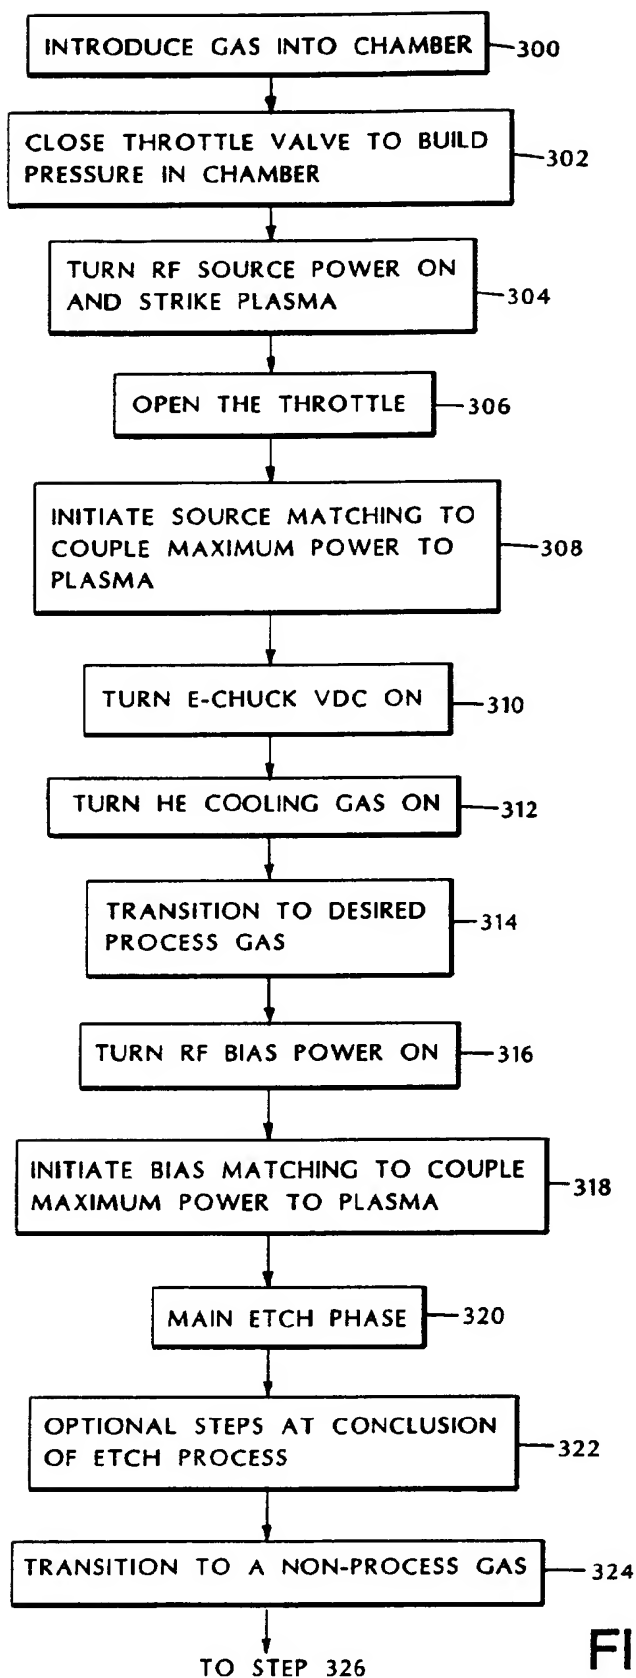 INTRODUCE GAS INTO CHAMBER
300
CLOSE THROTTLE VALVE TO BUILD
PRESSURE IN CHAMBER
302
TURN RF SOURCE POWER ON
AND STRIKE PLASMA
304
OPEN THE THROTTLE
306
INITIATE SOURCE MATCHING TO
COUPLE MAXIMUM POWER TO
PLASMA
308
TURN E-CHUCK VDC ON
310
TURN HE COOLING GAS ON
312
TRANSITION TO DESIRED
PROCESS GAS
314
TURN RF BIAS POWER ON
316
INITIATE BIAS MATCHING TO COUPLE
MAXIMUM POWER TO PLASMA
318
MAIN ETCH PHASE
320
OPTIONAL STEPS AT CONCLUSION
OF ETCH PROCESS
322
TRANSITION TO A NON-PROCESS GAS
324
TO STEP 326
FI